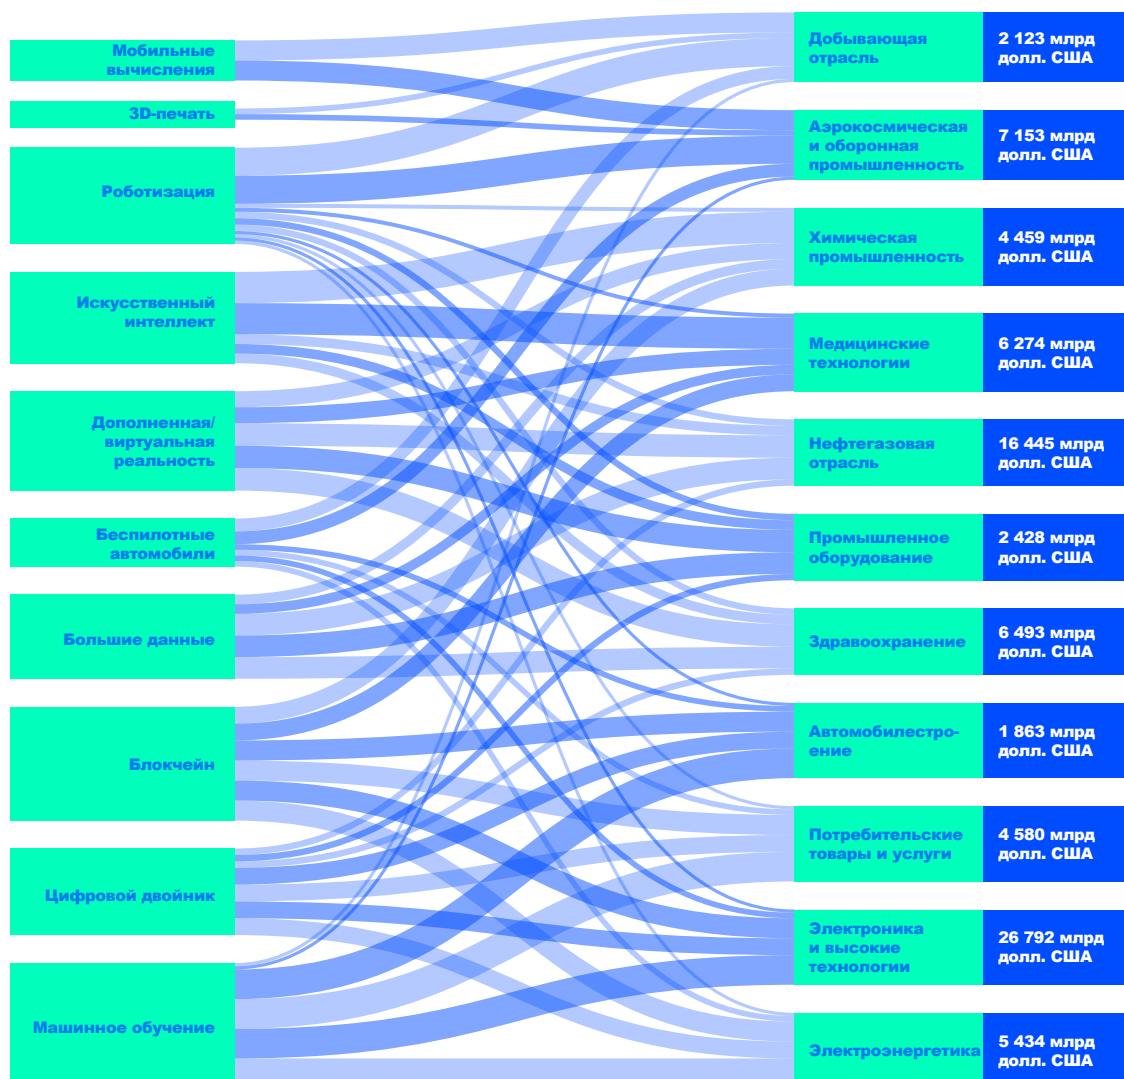 Мобильные
вычисления
3D-печать
Роботизация
Искусственный
интеллект
Дополненная/
виртуальная
реальность
Беспилотные
автомобили
Большие данные
Блокчейн
Цифровой двойник
Машинное обучение
Добывающая
отрасль
2 123 млрд
долл. США
Аэрокосмическая
и оборонная
промышленность
7 153 млрд
долл. США
Химическая
промышленность
4 459 млрд
долл. США
Медицинские
технологии
6 274 млрд
долл. США
Нефтегазовая
отрасль
16 445 млрд
долл. США
Промышленное
оборудование
2 428 млрд
долл. США
Здравоохранение
6 493 млрд
долл. США
Автомобилестро-
ение
1 863 млрд
долл. США
Потребительские
товары и услуги
4 580 млрд
долл. США
Электроника
и высокие
технологии
26 792 млрд
долл. США
Электроэнергетика
5 434 млрд
долл. США